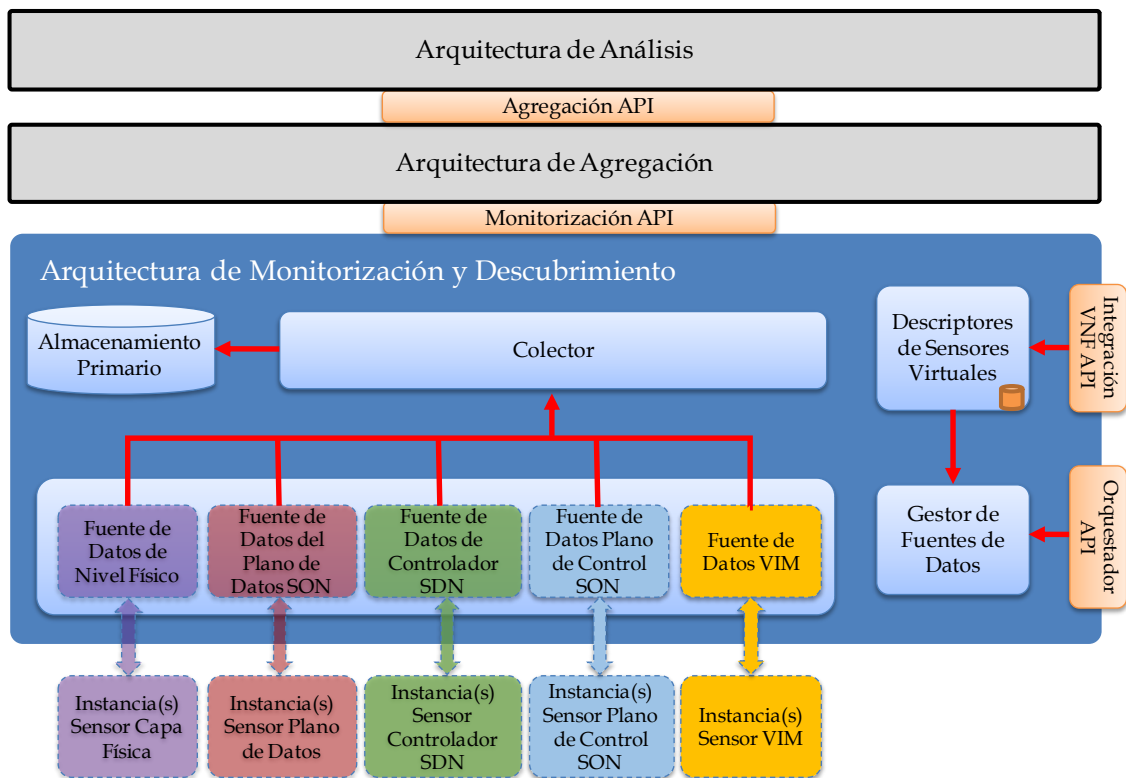 Arquitectura de Análisis
Agregación API
Arquitectura de Agregación
Monitorización API
Arquitectura de Monitorización y Descubrimiento
Almacenamiento
Primario
Colector
Descriptores
de Sensores
Virtuales
Integración
VNF API
Fuente de
Datos de
Nivel Físico
Fuente de
Datos del
Plano de
Datos SON
Fuente de
Datos de
Controlador
SDN
Fuente de
Datos Plano
de Control
SON
Fuente de
Datos VIM
Gestor de
Fuentes de
Datos
Orquestador
API
Instancia(s)
Sensor Capa
Física
Instancia(s)
Sensor Plano
de Datos
Instancia(s)
Sensor
Controlador
SDN
Instancia(s)
Sensor Plano
de Control
SON
Instancia(s)
Sensor VIM